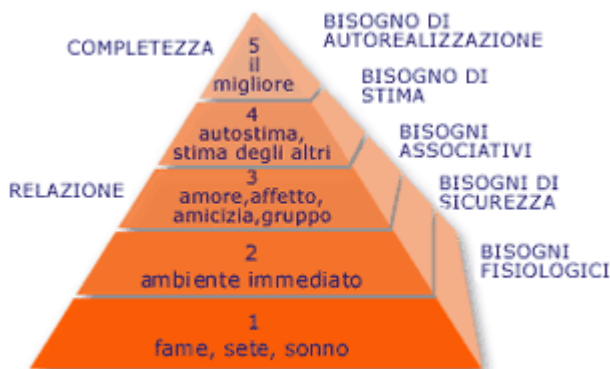 COMPLETEZZA
RELAZIONE
5
il
migliore
4
autostima,
stima degli altri
3
amore,affetto,
amicizia,gruppo
2
ambiente immediato
1
fame, sete, sonno
BISOGNO DI
AUTOREALIZZAZIONE
BISOGNO DI
STIMA
BISOGNI
ASSOCIATIVI
BISOGNI DI
SICUREZZA
BISOGNI
FISIOLOGICI